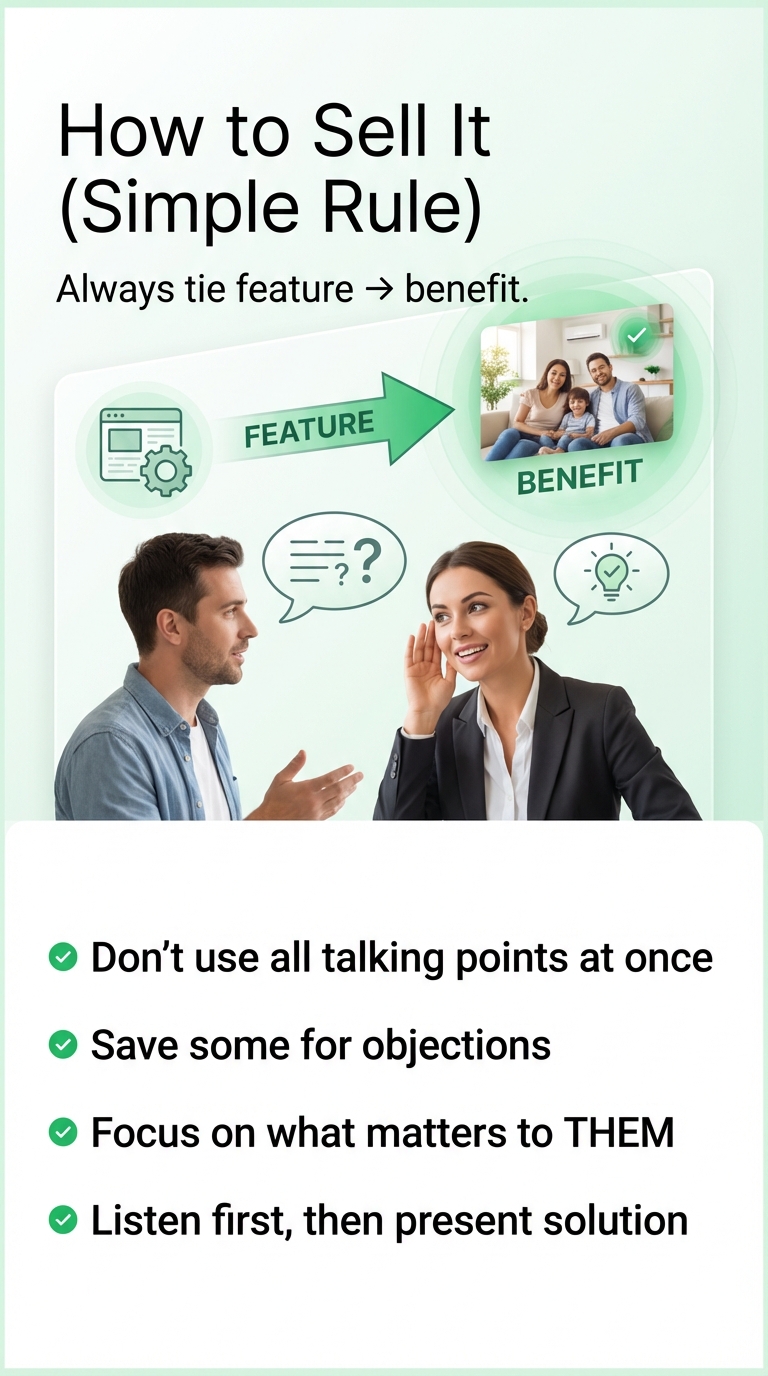 How to Sell It
(Simple Rule)
Always tie feature → benefit.
FEATURE
BENEFIT
??
Don’t use all talking points at once
Save some for objections
Focus on what matters to THEM
Listen first, then present solution